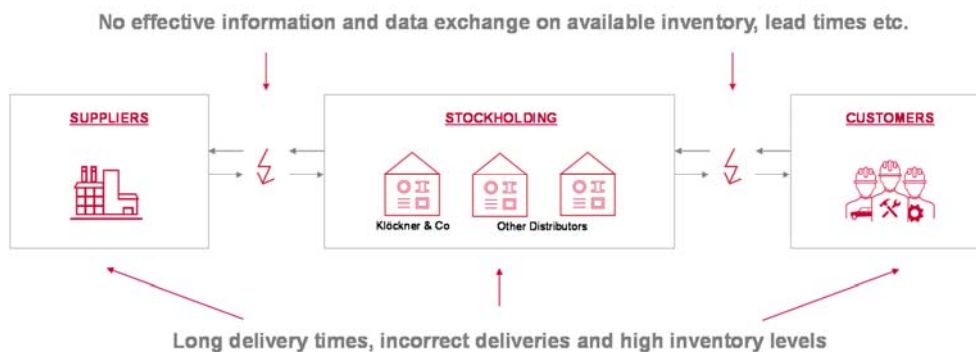 No effective information and data exchange on available inventory, lead times etc.
SUPPLIERS
STOCKHOLDING
CUSTOMERS
Klöckner & Co
Other Distributors
Long delivery times, incorrect deliveries and high inventory levels